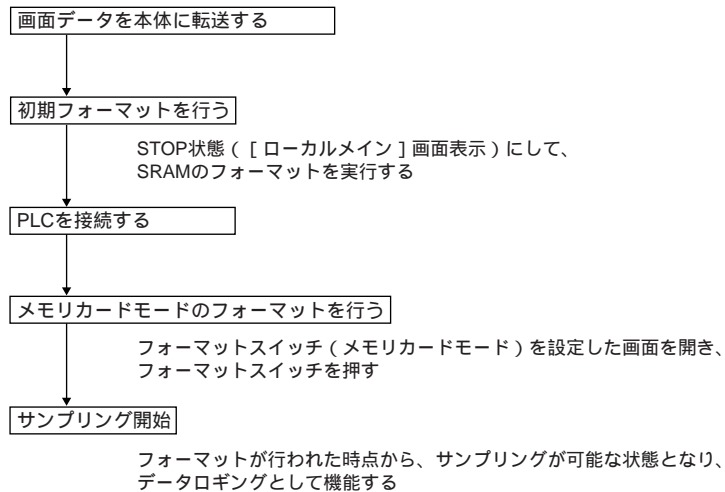 画面データを本体に転送する
初期フォーマットを行う
STOP状態（［ローカルメイン］画面表示）にして、
SRAMのフォーマットを実行する
PLCを接続する
メモリカードモードのフォーマットを行う
フォーマットスイッチ（メモリカードモード）を設定した画面を開き、
フォーマットスイッチを押す
サンプリング開始
フォーマットが行われた時点から、サンプリングが可能な状態となり、
データロギングとして機能する